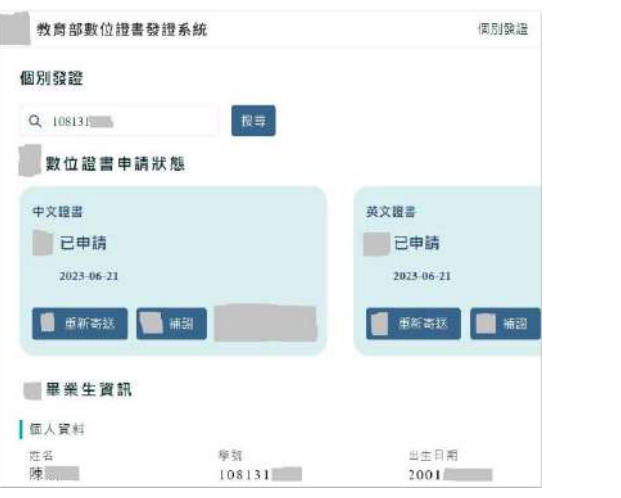 教育部數位證書發證系統 個別發證
個別發證
108131 搜尋
數位證書申請狀態
中文證書 英文證書
已申請 已申請
2023-06-21 2023-06-21
重新寄送 補證 重新寄送 補證
畢業生資訊
個人資料
姓名 學號 出生日期
陳 108131 2001